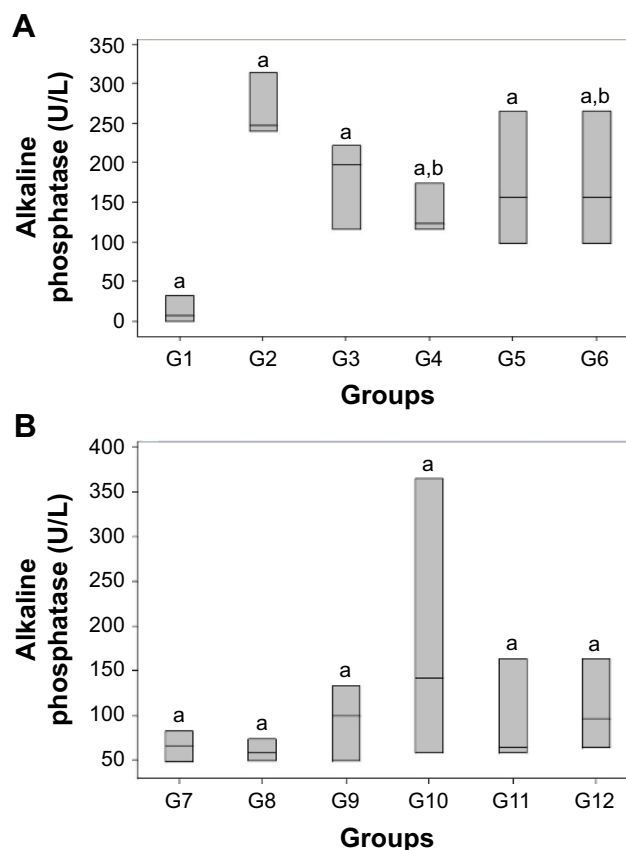 A
Alkaline
phosphatase (U/L)
350
300
250
200
150
100
50
0
a
a
a
a,b
a
a,b
G1 G2 G3 G4 G5 G6
Groups
B
Alkaline
phosphatase (U/L)
400
350
300
250
200
150
100
50
a
a
a
a
a
a
G7 G8 G9 G10 G11 G12
Groups